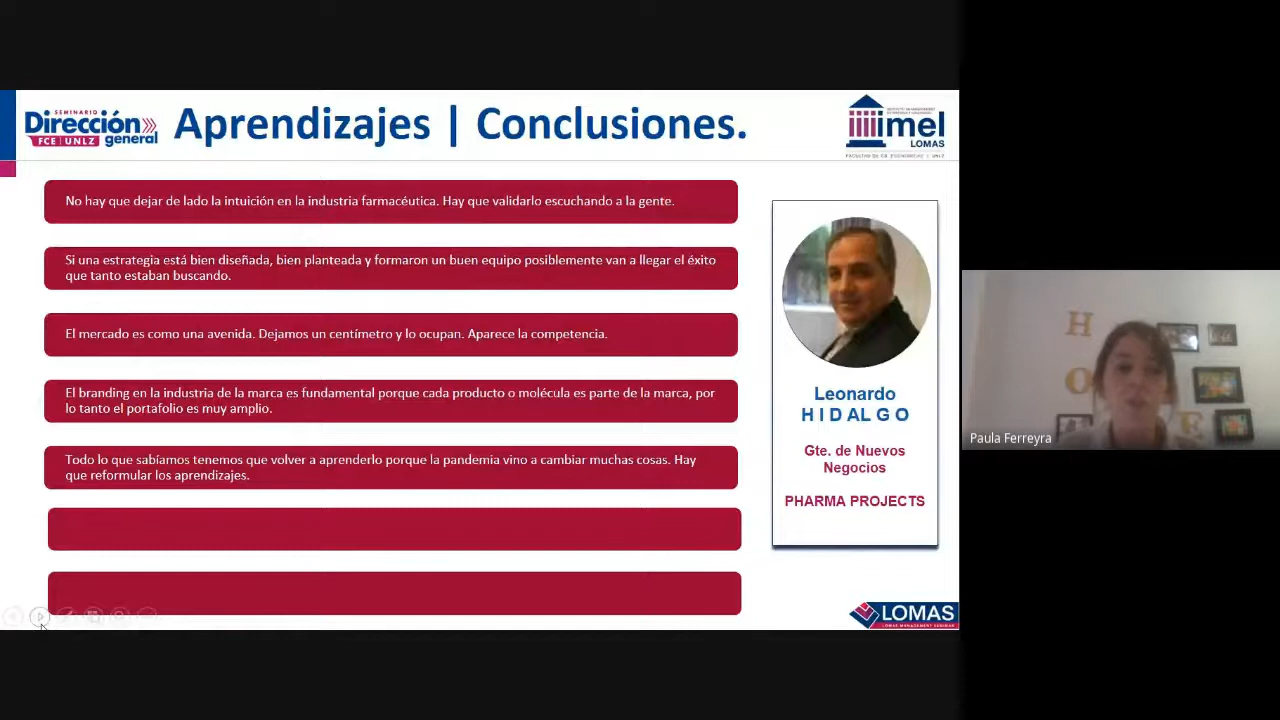 SEMINARIO
Dirección
FCE | UNLZ general
Aprendizajes | Conclusiones.
imel
LOMAS
No hay que dejar de lado la intuición en la industria farmacéutica. Hay que validarlo escuchando a la gente.
Si una estrategia está bien diseñada, bien planteada y formaron un buen equipo posiblemente van a llegar el éxito
que tanto estaban buscando.
El mercado es como una avenida. Dejamos un centímetro y lo ocupan. Aparece la competencia.
El branding en la industria de la marca es fundamental porque cada producto o molécula es parte de la marca, por
lo tanto el portafolio es muy amplio.
Todo lo que sabíamos tenemos que volver a aprenderlo porque la pandemia vino a cambiar muchas cosas. Hay
que reformular los aprendizajes.
Leonardo
H I D A L G O
Gte. de Nuevos
Negocios
PHARMA PROJECTS
LOMAS
LOMAS MANAGEMENT SEMINAR
H
O
E
Paula Ferreyra